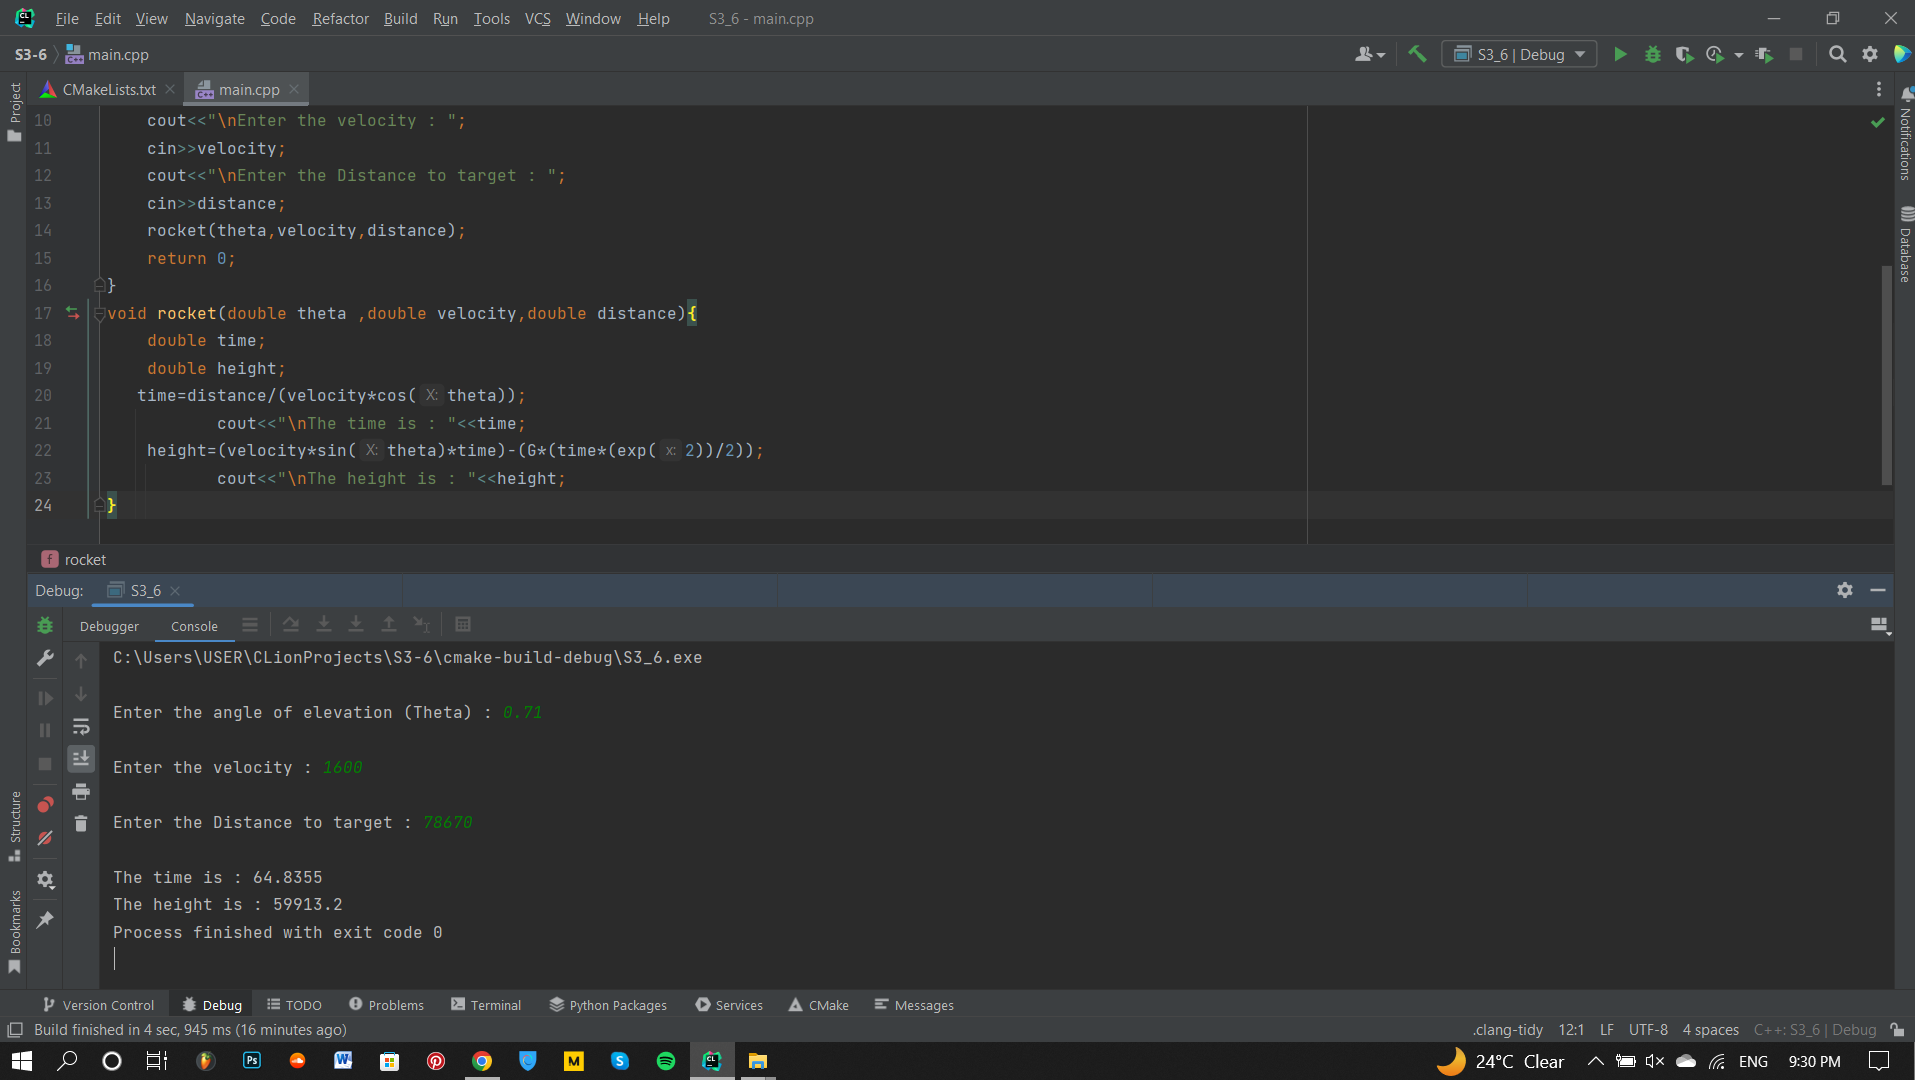 File Edit View Navigate Code Refactor Build Run Tools VCS Window Help S3_6 - main.cpp
S3-6 main.cpp S3_6 | Debug
CMakeLists.txt main.cpp
Project
Notifications
Database
10 cout<<"\nEnter the velocity : ";
11 cin>>velocity;
12 cout<<"\nEnter the Distance to target : ";
13 cin>>distance;
14 rocket(theta,velocity,distance);
15 return 0;
16 }
17 void rocket(double theta ,double velocity,double distance){
18 double time;
19 double height;
20 time=distance/(velocity*cos( X: theta));
21 cout<<"\nThe time is : "<<time;
22 height=(velocity*sin( X: theta)*time)-(G*(time*(exp( x: 2))/2));
23 cout<<"\nThe height is : "<<height;
24 }
f rocket
Debug: S3_6
Debugger Console
C:\Users\USER\CLionProjects\S3-6\cmake-build-debug\S3_6.exe
Enter the angle of elevation (Theta) : 0.71
Enter the velocity : 1600
Enter the Distance to target : 78670
The time is : 64.8355
The height is : 59913.2
Process finished with exit code 0
Structure
Bookmarks
Version Control Debug TODO Problems Terminal Python Packages Services CMake Messages
Build finished in 4 sec, 945 ms (16 minutes ago) .clang-tidy 12:1 LF UTF-8 4 spaces C++: S3_6 | Debug
24°C Clear ENG 9:30 PM